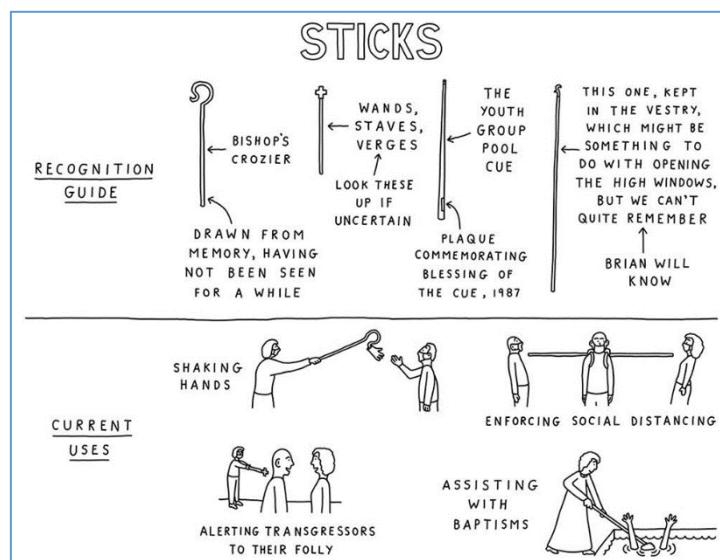 STICKS
RECOGNITION
GUIDE
BISHOP'S
CROZIER
DRAWN FROM
MEMORY, HAVING
NOT BEEN SEEN
FOR A WHILE
WANDS,
STAVES,
VERGES
LOOK THESE
UP IF
UNCERTAIN
THE
YOUTH
GROUP
POOL
CUE
PLAQUE
COMMEMORATING
BLESSING OF
THE CUE, 1987
THIS ONE, KEPT
IN THE VESTRY,
WHICH MIGHT BE
SOMETHING TO
DO WITH OPENING
THE HIGH WINDOWS,
BUT WE CAN'T
QUITE REMEMBER
BRIAN WILL
KNOW
CURRENT
USES
SHAKING
HANDS
ENFORCING SOCIAL DISTANCING
ALERTING TRANSGRESSORS
TO THEIR FOLLY
ASSISTING
WITH
BAPTISMS